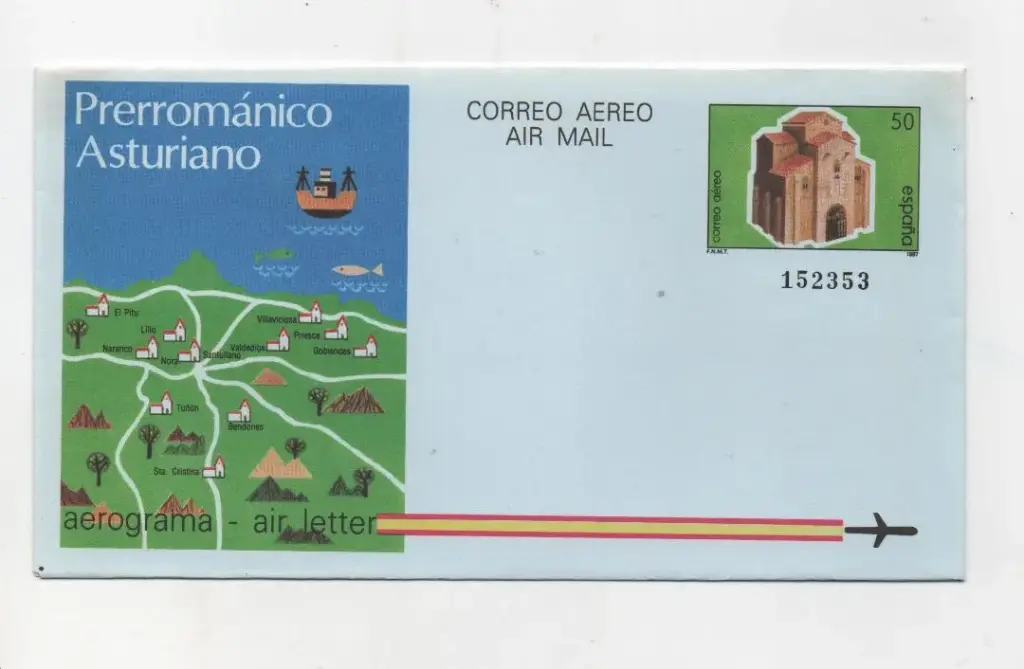 Prerrománico
Asturiano
CORREO AEREO
AIR MAIL
50
correo aéreo
españa
F.N.M.T.
1987
152353
El Pito
Lillo
Naranco
Nora
Santullano
Villaviciosa
Priesca
Valdediós
Gobiendes
Tuñón
Bendones
Sta. Cristina
aerograma - air letter